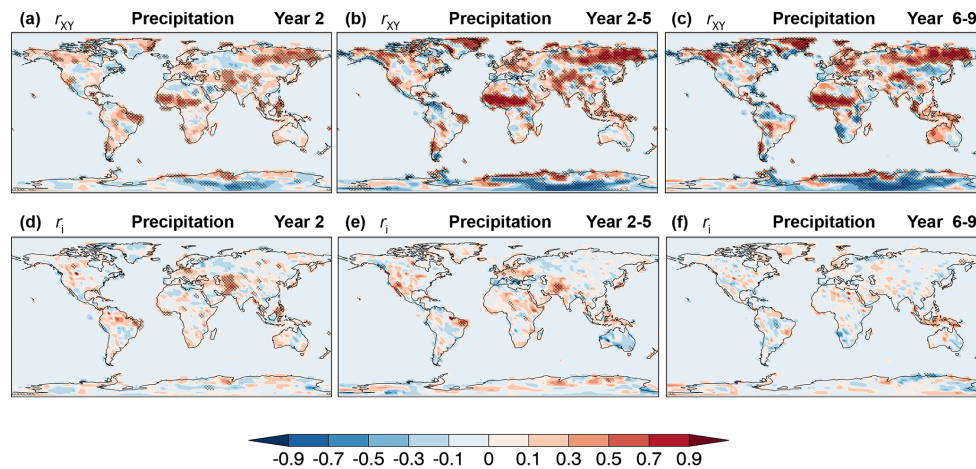 (a) rXY Precipitation Year 2
(b) rXY Precipitation Year 2-5
(c) rXY Precipitation Year 6-9
(d) ri Precipitation Year 2
(e) ri Precipitation Year 2-5
(f) ri Precipitation Year 6-9
-0.9 -0.7 -0.5 -0.3 -0.1 0 0.1 0.3 0.5 0.7 0.9